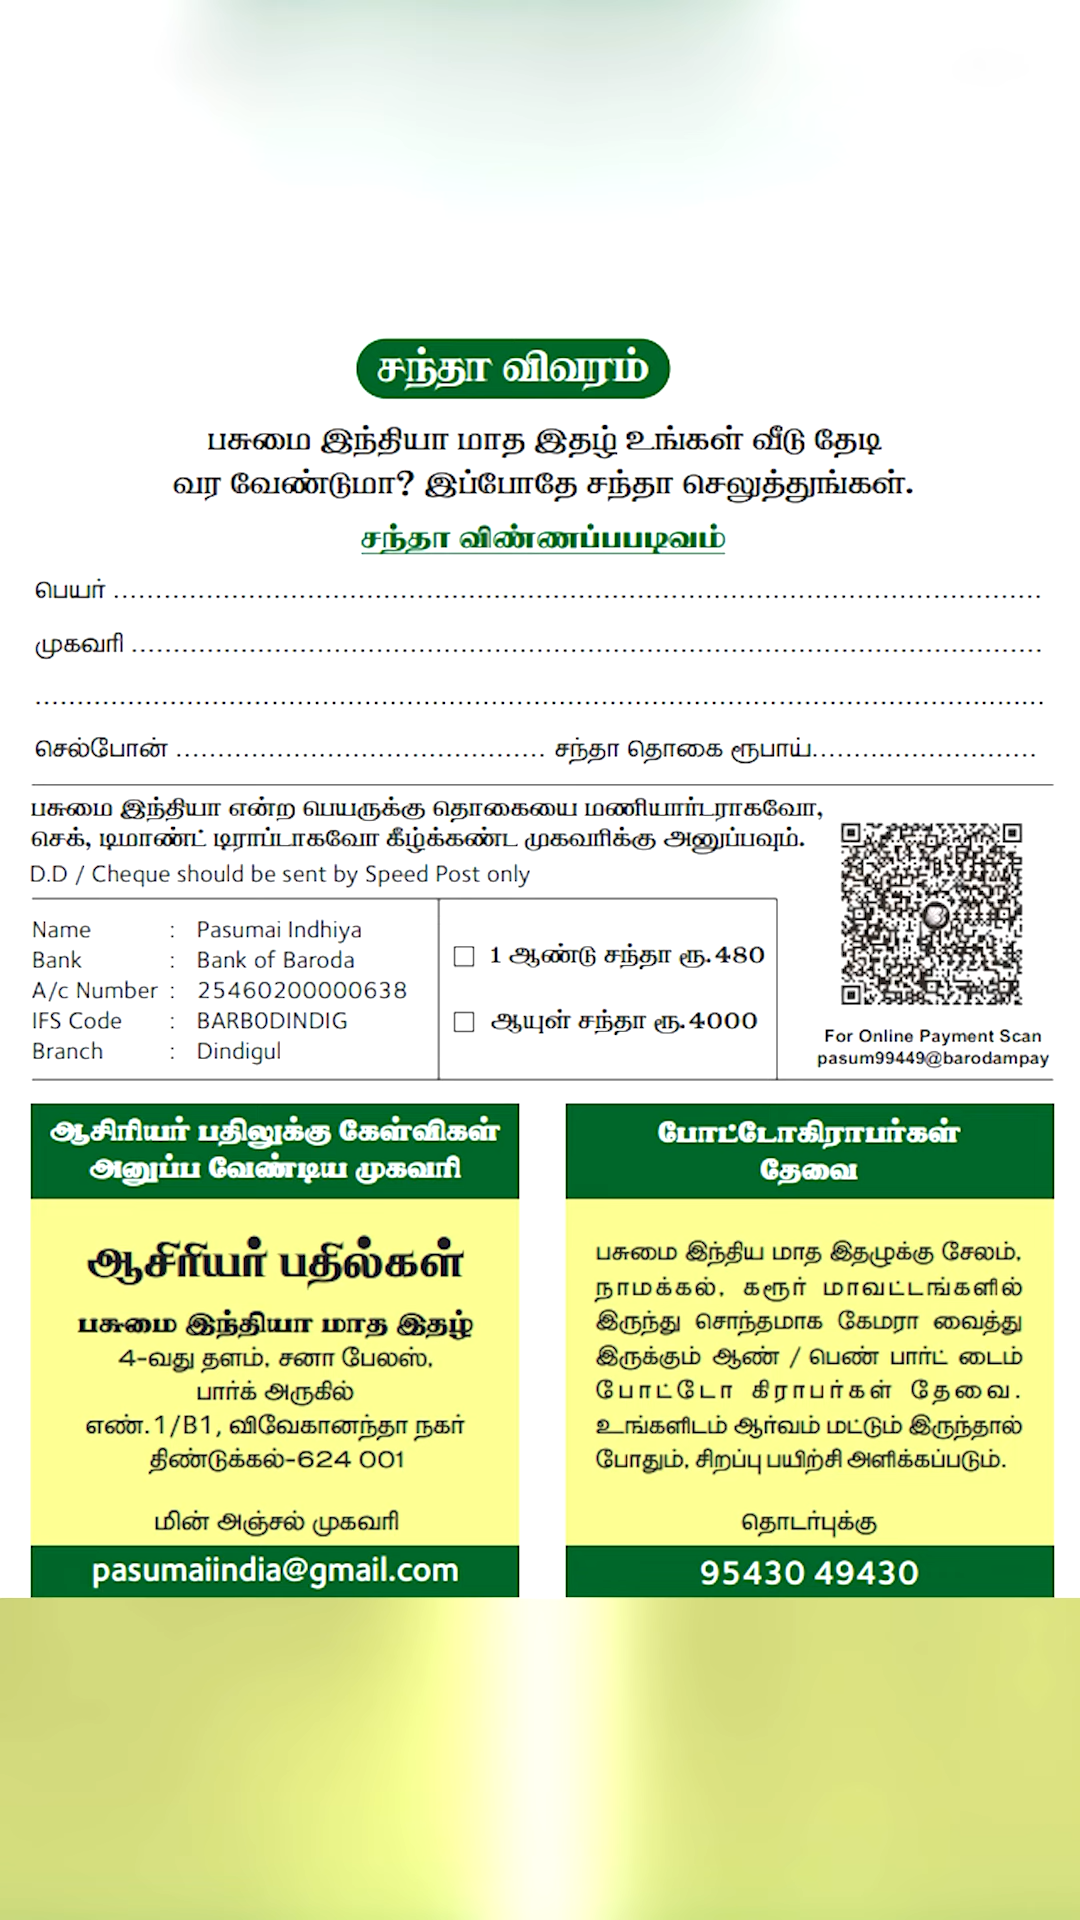 சந்தா விவரம்
பசுமை இந்தியா மாத இதழ் உங்கள் வீடு தேடி
வர வேண்டுமா? இப்போதே சந்தா செலுத்துங்கள்.
சந்தா விண்ணப்பபடிவம்
பெயர் ..............................................................................................................
முகவரி ............................................................................................................
........................................................................................................................
செல்போன் ............................................ சந்தா தொகை ரூபாய்...........................
பசுமை இந்தியா என்ற பெயருக்கு தொகையை மணியார்டராகவோ,
செக், டிமாண்ட் டிராப்டாகவோ கீழ்க்கண்ட முகவரிக்கு அனுப்பவும்.
D.D / Cheque should be sent by Speed Post only
Name : Pasumai Indhiya
Bank : Bank of Baroda
A/c Number : 25460200000638
IFS Code : BARB0DINDIG
Branch : Dindigul
1 ஆண்டு சந்தா ரூ.480
ஆயுள் சந்தா ரூ.4000
For Online Payment Scan
pasum99449@barodampay
ஆசிரியர் பதிலுக்கு கேள்விகள்
அனுப்ப வேண்டிய முகவரி
ஆசிரியர் பதில்கள்
பசுமை இந்தியா மாத இதழ்
4-வது தளம், சனா பேலஸ்,
பார்க் அருகில்
எண்.1/B1, விவேகானந்தா நகர்
திண்டுக்கல்-624 001
மின் அஞ்சல் முகவரி
pasumaiindia@gmail.com
போட்டோகிராபர்கள்
தேவை
பசுமை இந்திய மாத இதழுக்கு சேலம்,
நாமக்கல், கரூர் மாவட்டங்களில்
இருந்து சொந்தமாக கேமரா வைத்து
இருக்கும் ஆண் / பெண் பார்ட் டைம்
போட்டோ கிராபர்கள் தேவை.
உங்களிடம் ஆர்வம் மட்டும் இருந்தால்
போதும், சிறப்பு பயிற்சி அளிக்கப்படும்.
தொடர்புக்கு
95430 49430